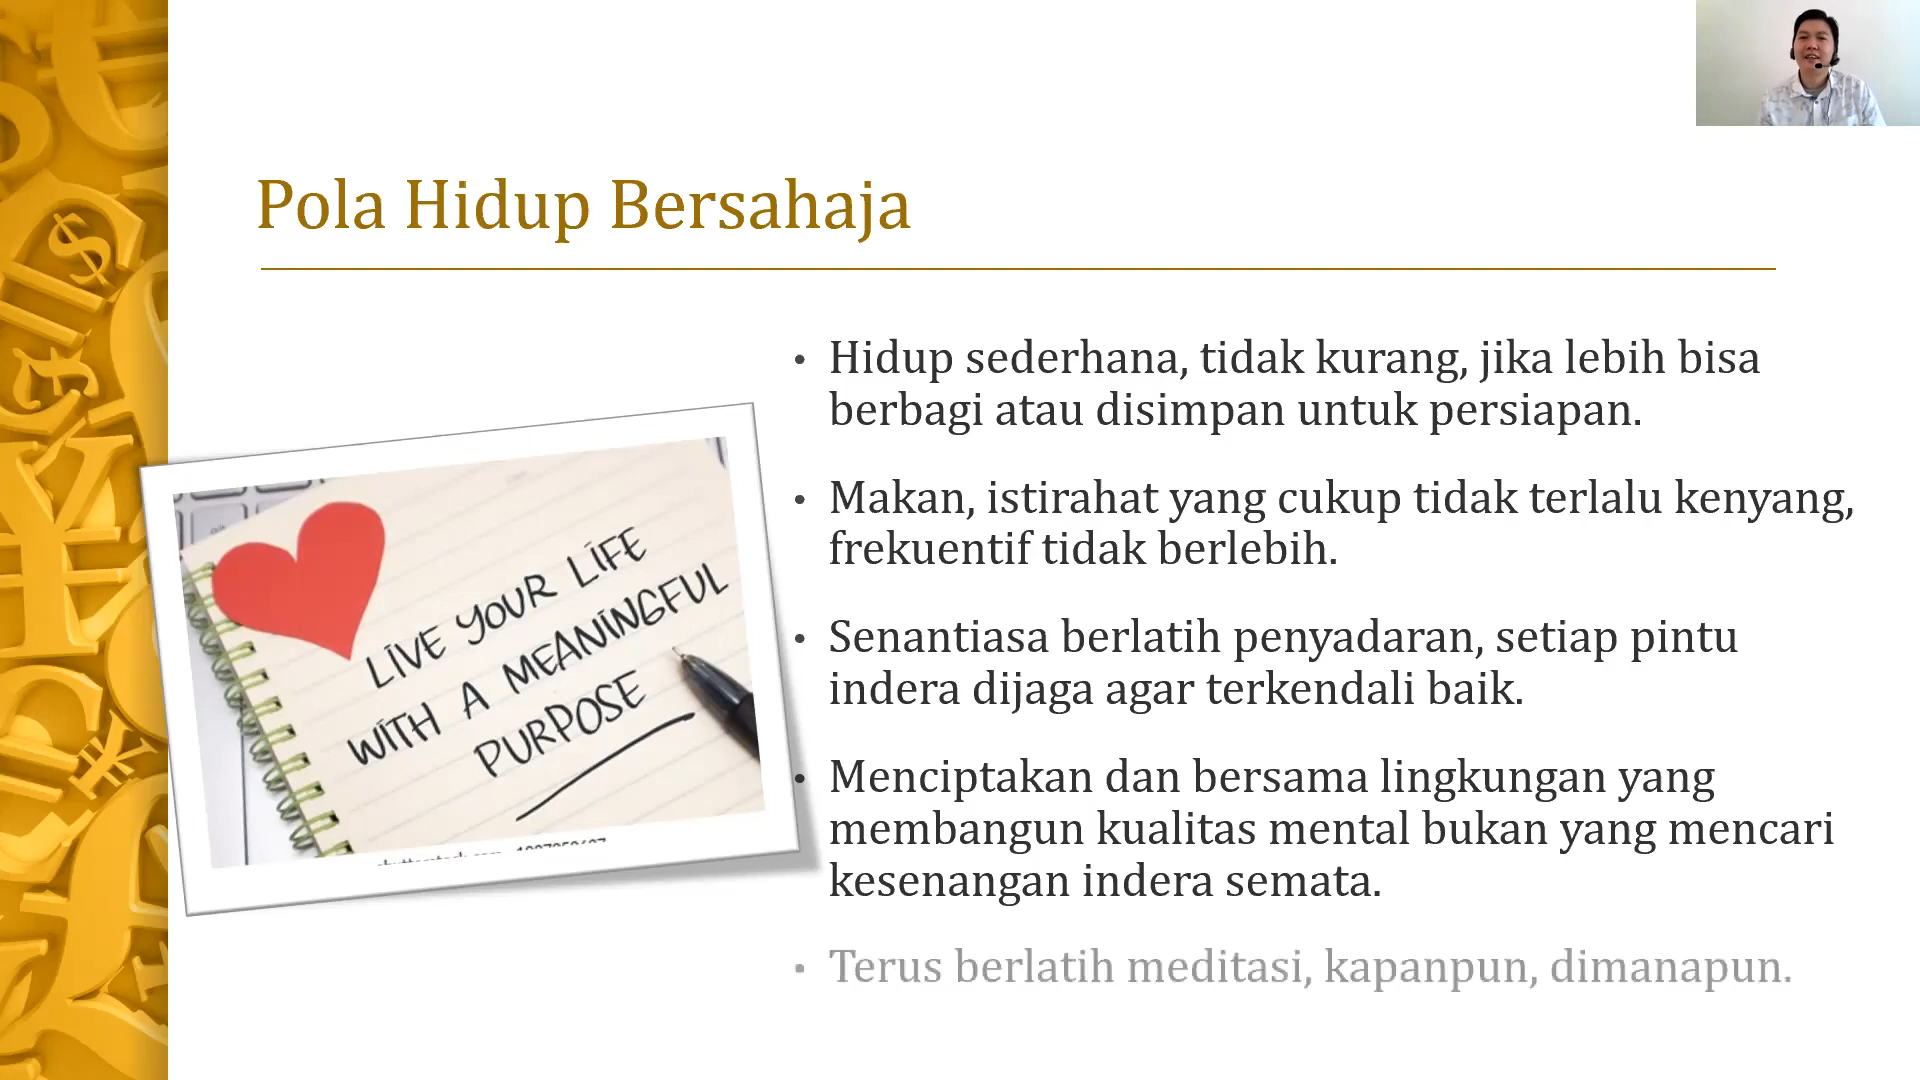 Pola Hidup Bersahaja
• Hidup sederhana, tidak kurang, jika lebih bisa
berbagi atau disimpan untuk persiapan.
• Makan, istirahat yang cukup tidak terlalu kenyang,
frekuentif tidak berlebih.
• Senantiasa berlatih penyadaran, setiap pintu
indera dijaga agar terkendali baik.
• Menciptakan dan bersama lingkungan yang
membangun kualitas mental bukan yang mencari
kesenangan indera semata.
• Terus berlatih meditasi, kapanpun, dimanapun.
LIVE YOUR LIFE
WITH A MEANINGFUL
PURPOSE